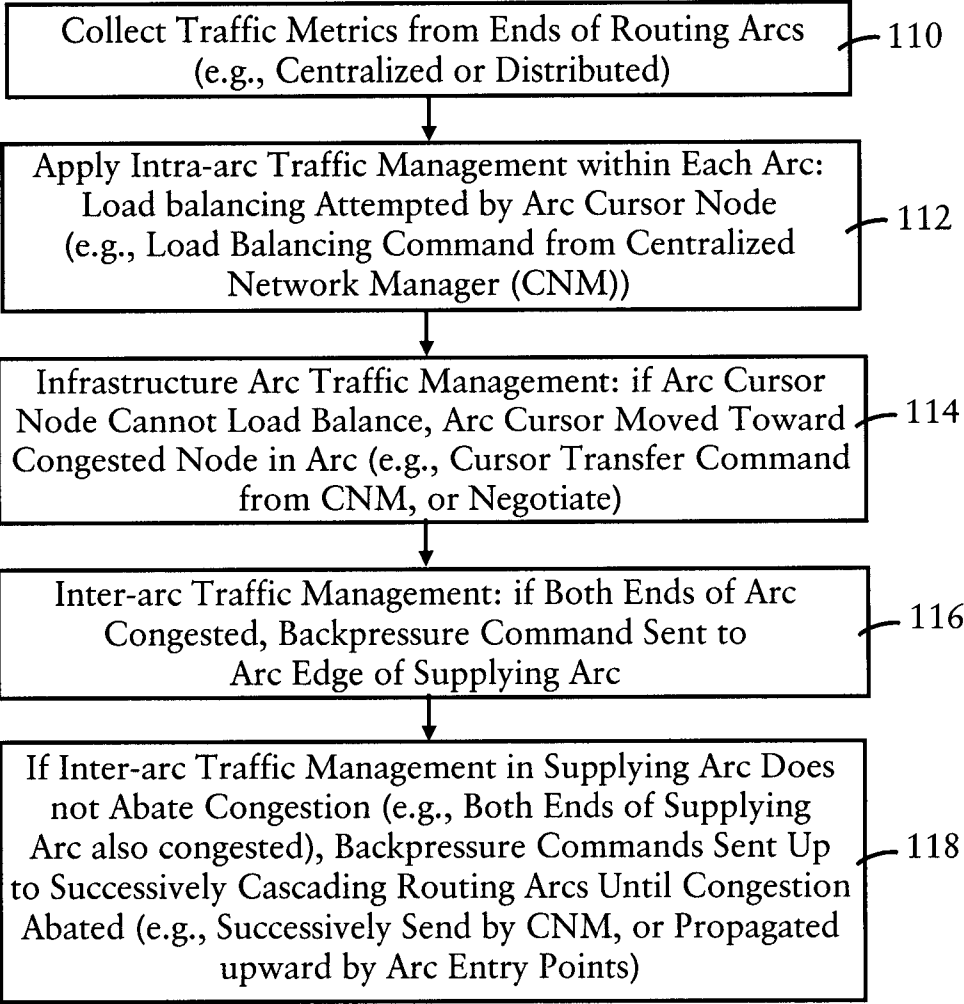 Collect Traffic Metrics from Ends of Routing Arcs
(e.g., Centralized or Distributed)
110
Apply Intra-arc Traffic Management within Each Arc:
Load balancing Attempted by Arc Cursor Node
(e.g., Load Balancing Command from Centralized
Network Manager (CNM))
112
Infrastructure Arc Traffic Management: if Arc Cursor
Node Cannot Load Balance, Arc Cursor Moved Toward
Congested Node in Arc (e.g., Cursor Transfer Command
from CNM, or Negotiate)
114
Inter-arc Traffic Management: if Both Ends of Arc
Congested, Backpressure Command Sent to
Arc Edge of Supplying Arc
116
If Inter-arc Traffic Management in Supplying Arc Does
not Abate Congestion (e.g., Both Ends of Supplying
Arc also congested), Backpressure Commands Sent Up
to Successively Cascading Routing Arcs Until Congestion
Abated (e.g., Successively Send by CNM, or Propagated
upward by Arc Entry Points)
118